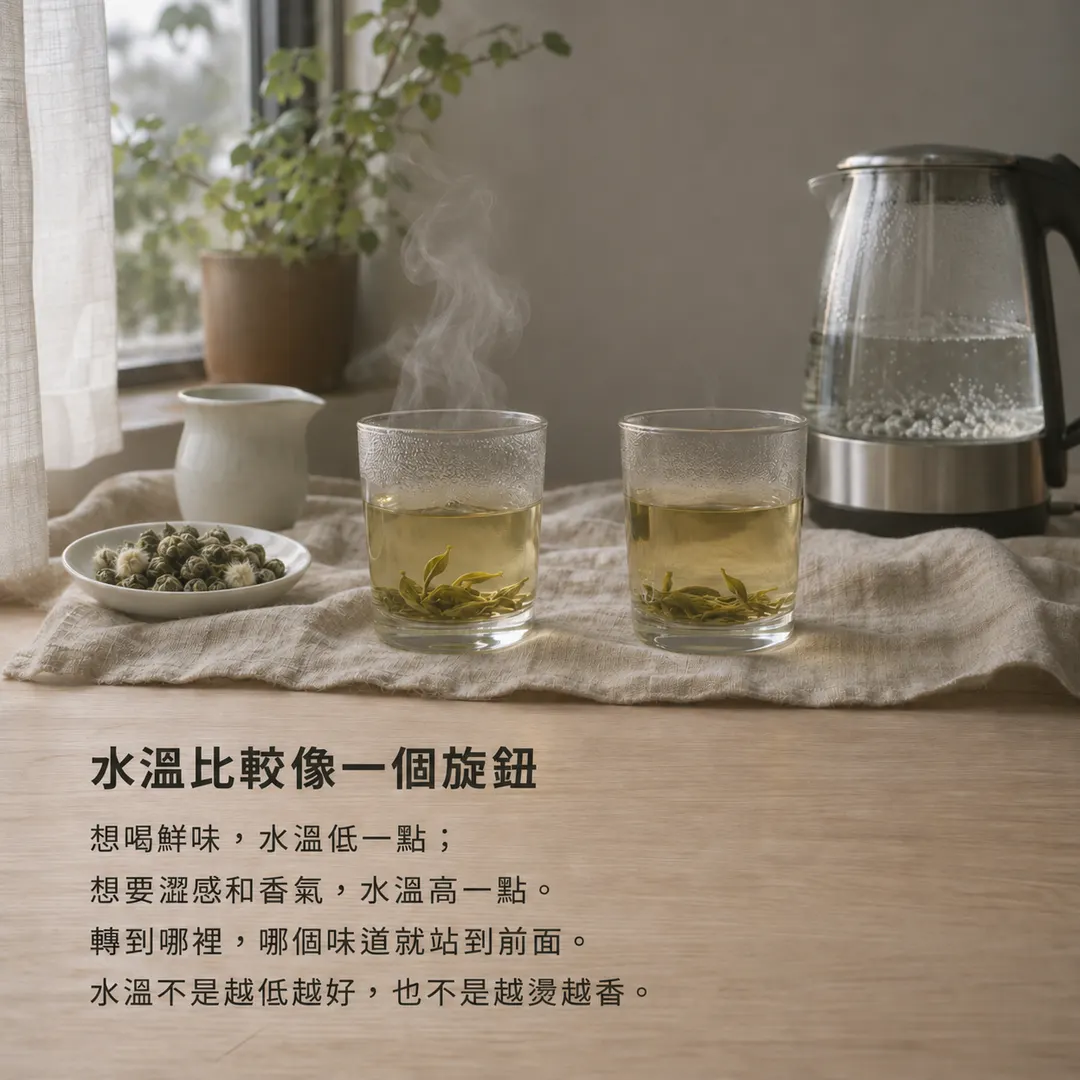 水溫比較像一個旋鈕
想喝鮮味，水溫低一點；
想要澀感和香氣，水溫高一點。
轉到哪裡，哪個味道就站到前面。
水溫不是越低越好，也不是越燙越香。